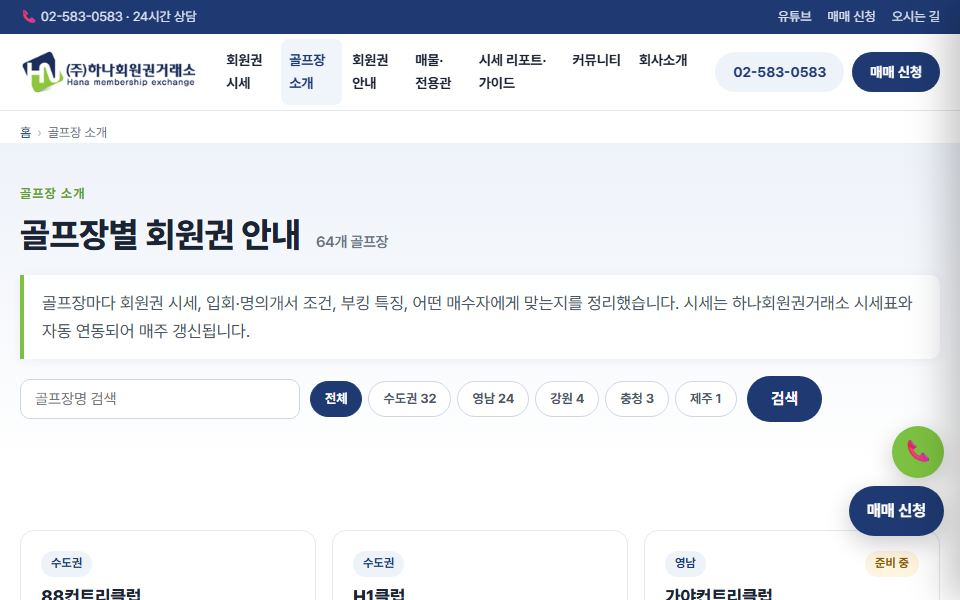 02-583-0583 · 24시간 상담
유튜브 매매 신청 오시는 길
(주)하나회원권거래소
Hana membership exchange
회원권 시세
골프장 소개
회원권 안내
매물· 전용관
시세 리포트· 가이드
커뮤니티
회사소개
02-583-0583
매매 신청
홈 › 골프장 소개
골프장 소개
골프장별 회원권 안내 64개 골프장
골프장마다 회원권 시세, 입회·명의개서 조건, 부킹 특징, 어떤 매수자에게 맞는지를 정리했습니다. 시세는 하나회원권거래소 시세표와
자동 연동되어 매주 갱신됩니다.
골프장명 검색 전체 수도권 32 영남 24 강원 4 충청 3 제주 1 검색
매매 신청
수도권 수도권 영남 준비 중
88컨트리클럽 H1클럽 가야컨트리클럽